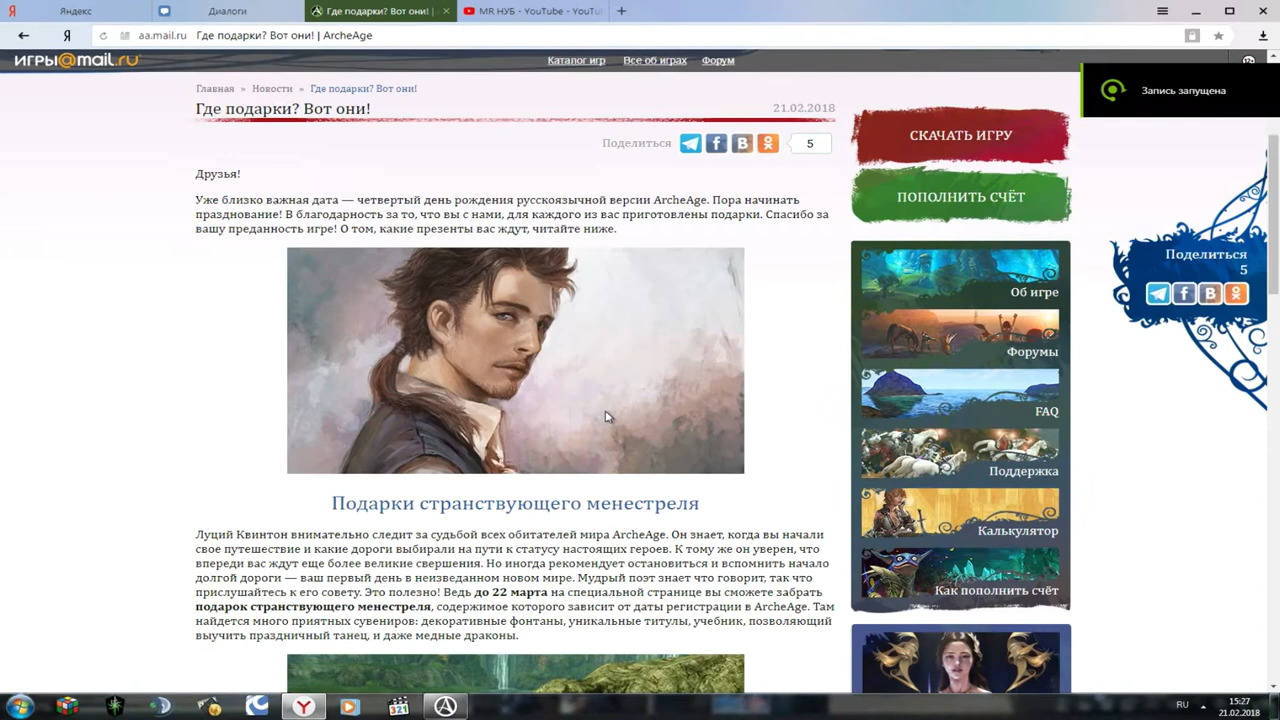 Яндекс
Диалоги
Где подарки? Вот они! |
MR НУБ - YouTube - YouTu
aa.mail.ru Где подарки? Вот они! | ArcheAge
игры@mail.ru
Каталог игр Все об играх Форум
Запись запущена
Главная » Новости » Где подарки? Вот они!
Где подарки? Вот они!
21.02.2018
Поделиться
5
Друзья!
Уже близко важная дата — четвертый день рождения русскоязычной версии ArcheAge. Пора начинать
празднование! В благодарность за то, что вы с нами, для каждого из вас приготовлены подарки. Спасибо за
вашу преданность игре! О том, какие презенты вас ждут, читайте ниже.
Подарки странствующего менестреля
Луций Квинтон внимательно следит за судьбой всех обитателей мира ArcheAge. Он знает, когда вы начали
свое путешествие и какие дороги выбирали на пути к статусу настоящих героев. К тому же он уверен, что
впереди вас ждут еще более великие свершения. Но иногда рекомендует остановиться и вспомнить начало
долгой дороги — ваш первый день в неизведанном новом мире. Мудрый поэт знает что говорит, так что
прислушайтесь к его совету. Это полезно! Ведь до 22 марта на специальной странице вы сможете забрать
подарок странствующего менестреля, содержимое которого зависит от даты регистрации в ArcheAge. Там
найдется много приятных сувениров: декоративные фонтаны, уникальные титулы, учебник, позволяющий
выучить праздничный танец, и даже медные драконы.
СКАЧАТЬ ИГРУ
ПОПОЛНИТЬ СЧЁТ
Об игре
Форумы
FAQ
Поддержка
Калькулятор
Как пополнить счёт
Поделиться
5
RU
15:27
21.02.2018